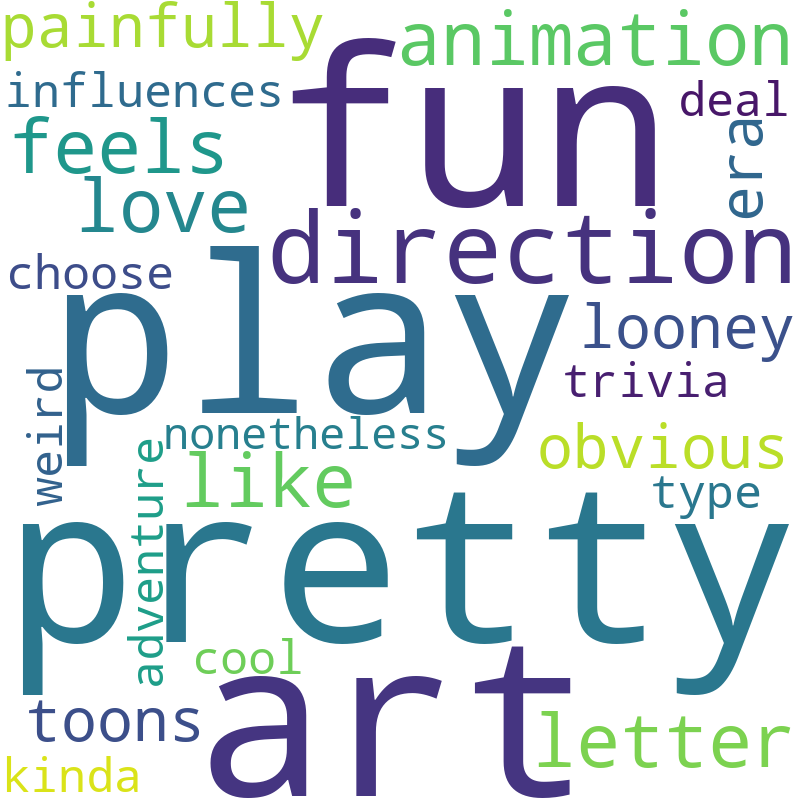 painfully
animation
fun
influences
deal
era
feels
love
direction
choose
play
looney
trivia
weird
nonetheless
obvious
adventure
like
type
pretty
cool
art
toons
letter
kinda